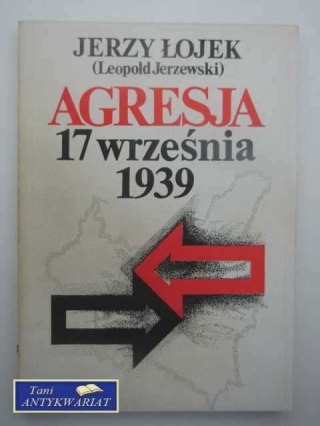 JERZY ŁOJEK
(Leopold Jerzewski)
AGRESJA
17 września
1939
Tani
ANTYKWARIAT